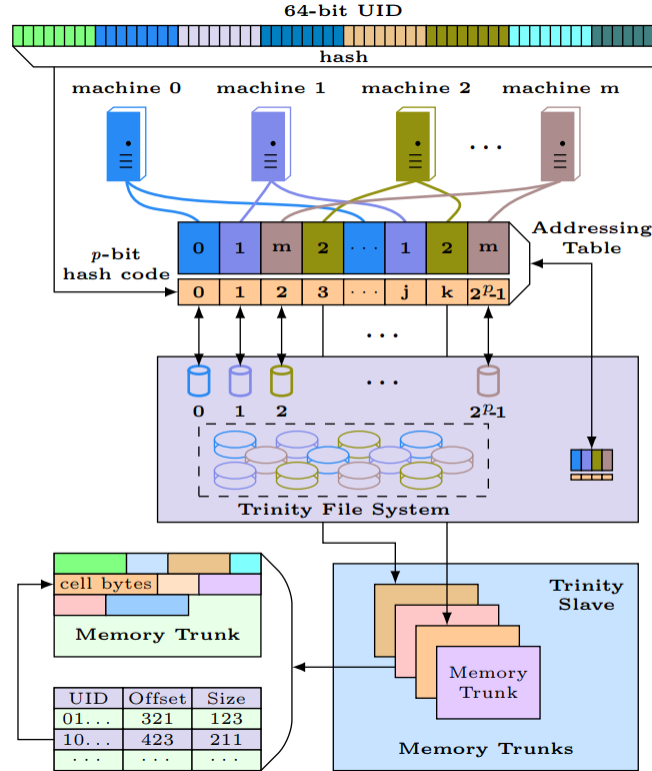 64-bit UID
hash
machine 0 machine 1 machine 2 machine m
. . .
Addressing
Table
p-bit
hash code
0 1 m 2 ... 1 2 m
0 1 2 3 ... j k 2^p-1
. . .
. . .
0 1 2 2^p-1
Trinity File System
cell bytes
Memory Trunk
Trinity
Slave
Memory
Trunk
Memory Trunks
UID Offset Size
01... 321 123
10... 423 211
... ... ...